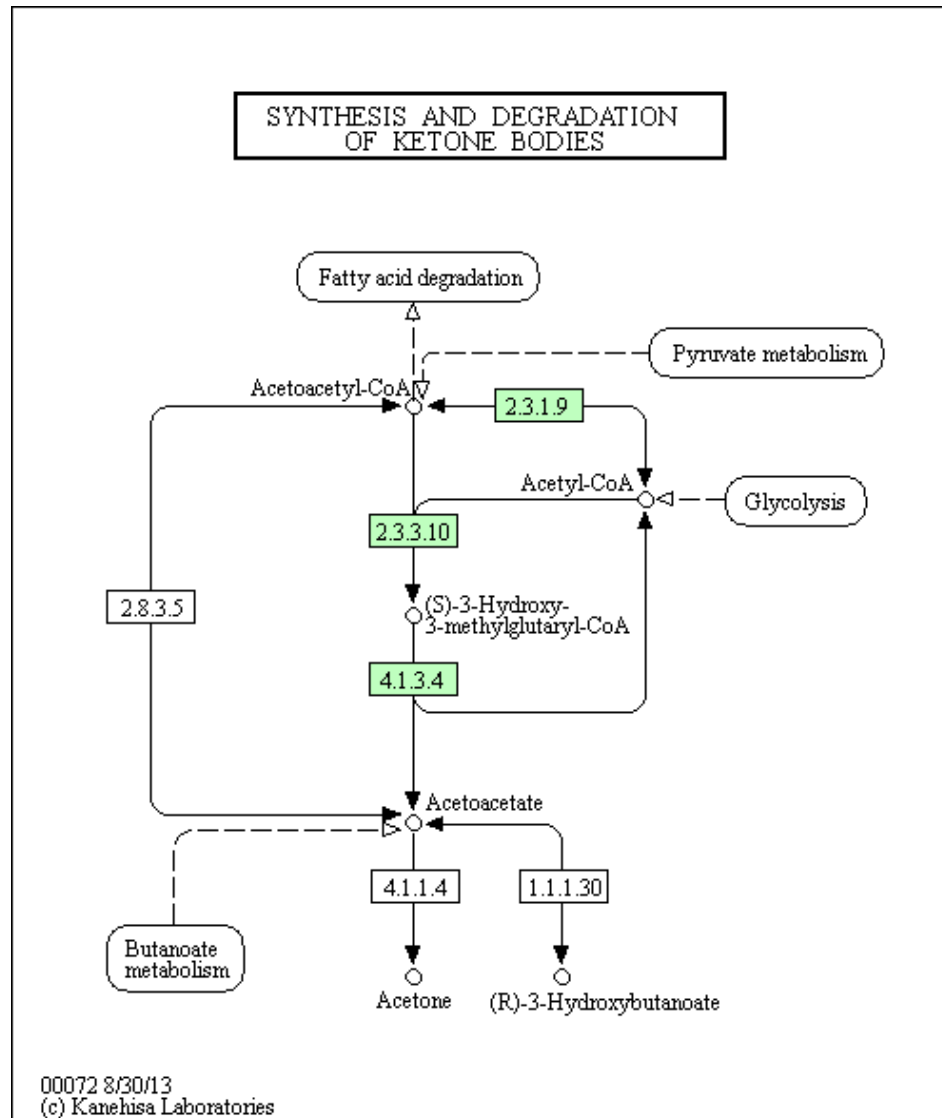 SYNTHESIS AND DEGRADATION
OF KETONE BODIES
Fatty acid degradation
Pyruvate metabolism
Acetoacetyl-CoA
2.3.1.9
Acetyl-CoA
Glycolysis
2.3.3.10
2.8.3.5
(S)-3-Hydroxy-
3-methylglutaryl-CoA
4.1.3.4
Acetoacetate
4.1.1.4
1.1.1.30
Butanoate
metabolism
Acetone
(R)-3-Hydroxybutanoate
00072 8/30/13
(c) Kanehisa Laboratories